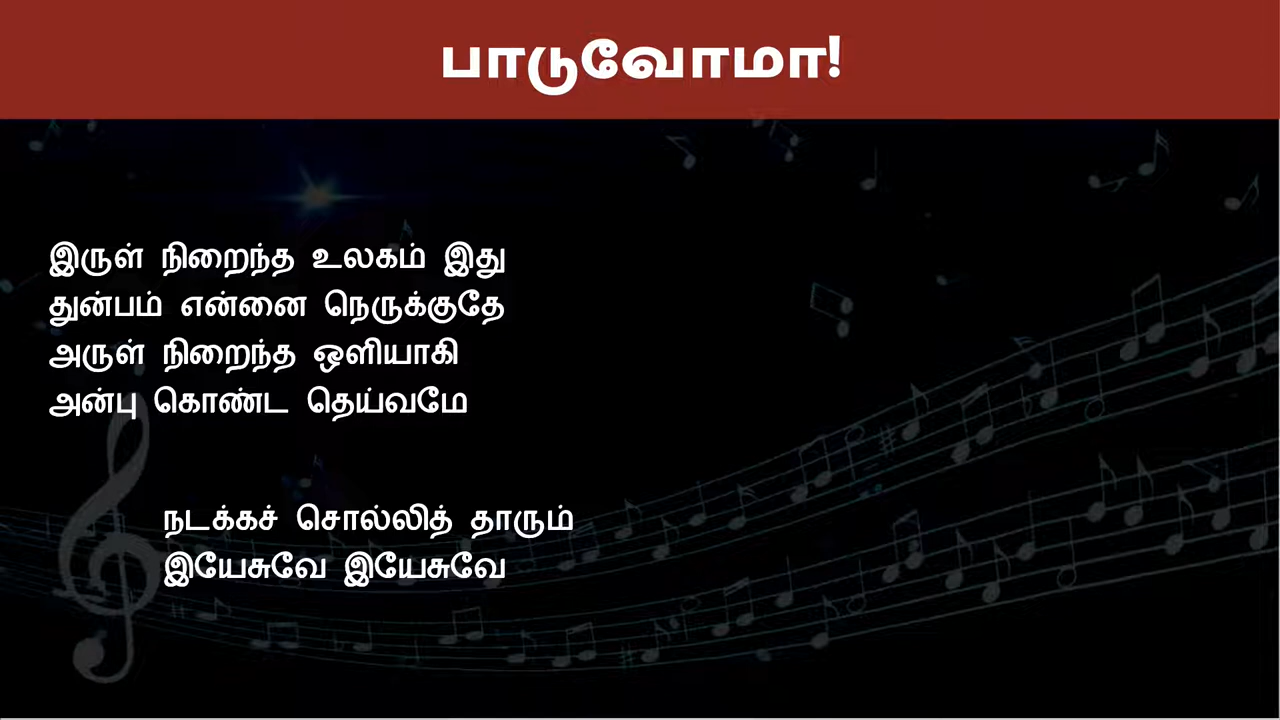 பாடுவோமா!
இருள் நிறைந்த உலகம் இது
துன்பம் என்னை நெருக்குதே
அருள் நிறைந்த ஒளியாகி
அன்பு கொண்ட தெய்வமே
நடக்கச் சொல்லித் தாரும்
இயேசுவே இயேசுவே